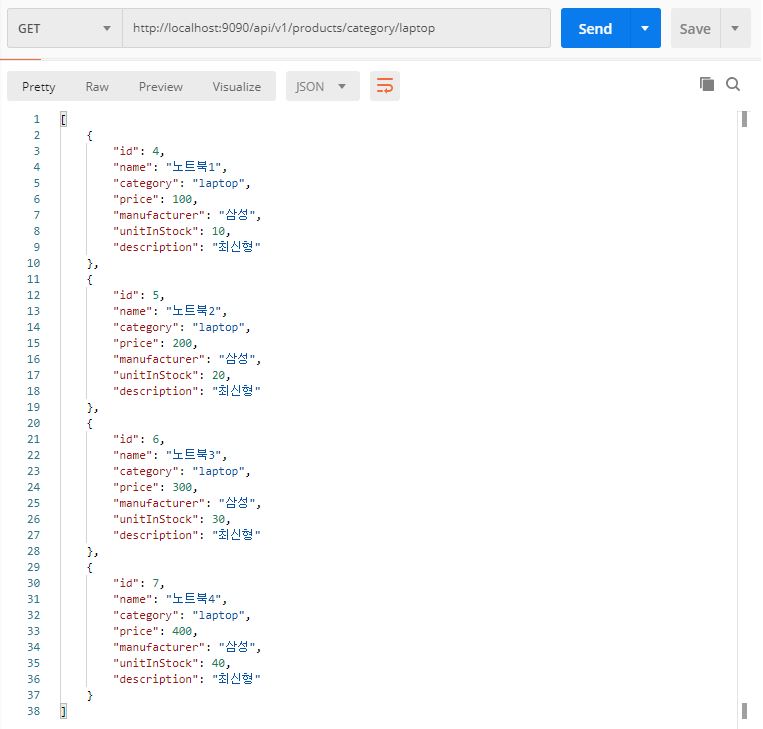 GET http://localhost:9090/api/v1/products/category/laptop Send Save
Pretty Raw Preview Visualize JSON
1 [
2 {
3 "id": 4,
4 "name": "노트북1",
5 "category": "laptop",
6 "price": 100,
7 "manufacturer": "삼성",
8 "unitInStock": 10,
9 "description": "최신형"
10 },
11 {
12 "id": 5,
13 "name": "노트북2",
14 "category": "laptop",
15 "price": 200,
16 "manufacturer": "삼성",
17 "unitInStock": 20,
18 "description": "최신형"
19 },
20 {
21 "id": 6,
22 "name": "노트북3",
23 "category": "laptop",
24 "price": 300,
25 "manufacturer": "삼성",
26 "unitInStock": 30,
27 "description": "최신형"
28 },
29 {
30 "id": 7,
31 "name": "노트북4",
32 "category": "laptop",
33 "price": 400,
34 "manufacturer": "삼성",
35 "unitInStock": 40,
36 "description": "최신형"
37 }
38 ]